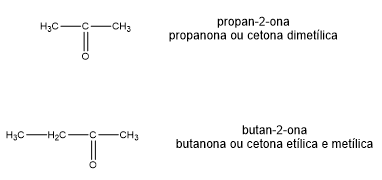 H₃C—C—CH₃
O
propan-2-ona
propanona ou cetona dimetílica
H₃C—H₂C—C—CH₃
O
butan-2-ona
butanona ou cetona etílica e metílica